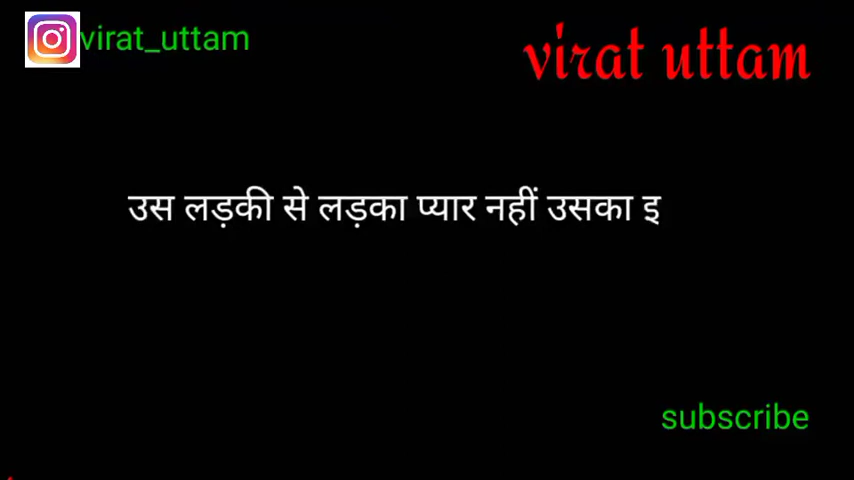 virat_uttam
virat uttam
उस लड़की से लड़का प्यार नहीं उसका इ
subscribe